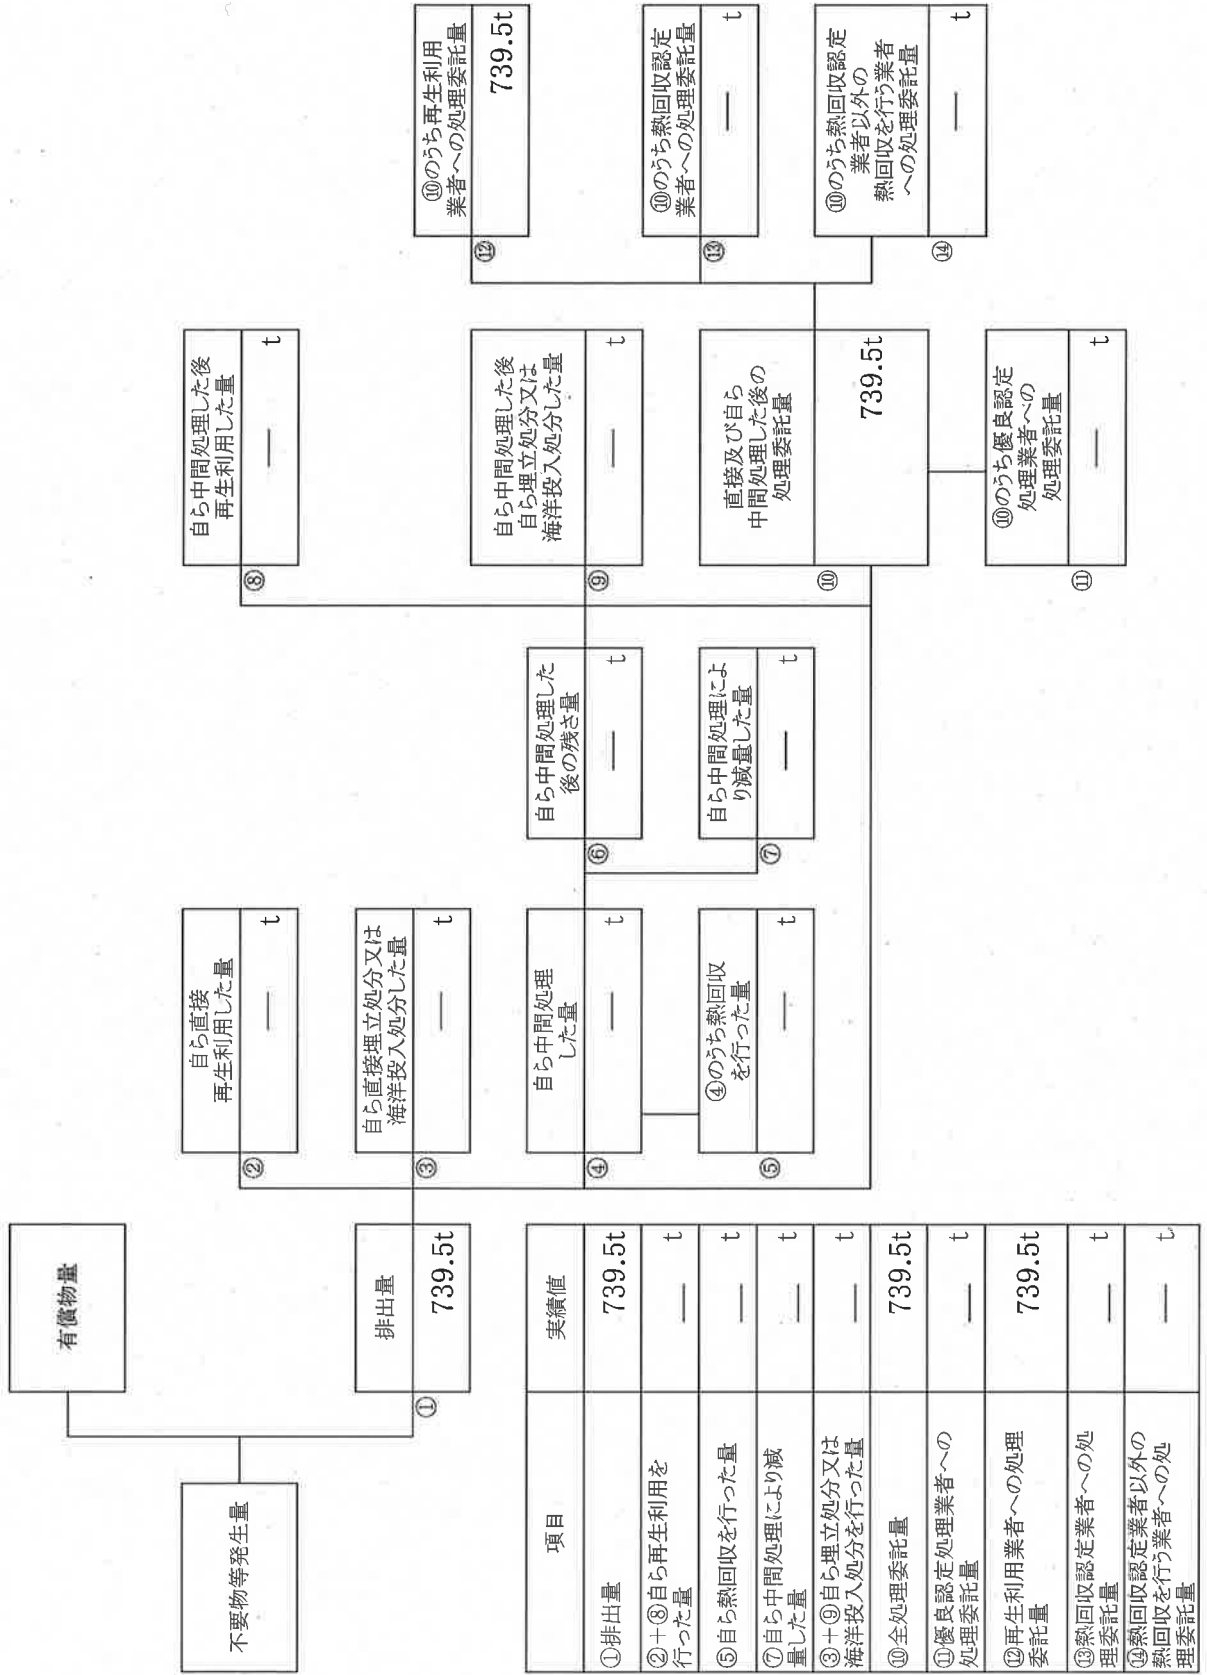 不要物等発生量
有償物量
①
排出量
739.5t
②
自ら直接
再生利用した量
— t
③
自ら直接埋立処分又は
海洋投入処分した量
— t
④
自ら中間処理
した量
— t
⑤
④のうち熱回収
を行った量
— t
⑥
自ら中間処理した
後の残さ量
— t
⑦
自ら中間処理によ
り減量した量
— t
⑧
自ら中間処理した後
再生利用した量
— t
⑨
自ら中間処理した後
自ら埋立処分又は
海洋投入処分した量
— t
⑩
直接及び自ら
中間処理した後の
処理委託量
739.5t
⑪
⑩のうち優良認定
処理業者への
処理委託量
— t
⑫
⑩のうち再生利用
業者への処理委託量
739.5t
⑬
⑩のうち熱回収認定
業者への処理委託量
— t
⑭
⑩のうち熱回収認定
業者以外の
熱回収を行う業者
への処理委託量
— t
項目 実績値
①排出量 739.5t
②+⑧自ら再生利用を
行った量 — t
⑤自ら熱回収を行った量 — t
⑦自ら中間処理により減
量した量 — t
③+⑨自ら埋立処分又は
海洋投入処分を行った量 — t
⑩全処理委託量 739.5t
⑪優良認定処理業者への
処理委託量 — t
⑫再生利用業者への処理
委託量 739.5t
⑬熱回収認定業者への処
理委託量 — t
⑭熱回収認定業者以外の
熱回収を行う業者への処
理委託量 — t